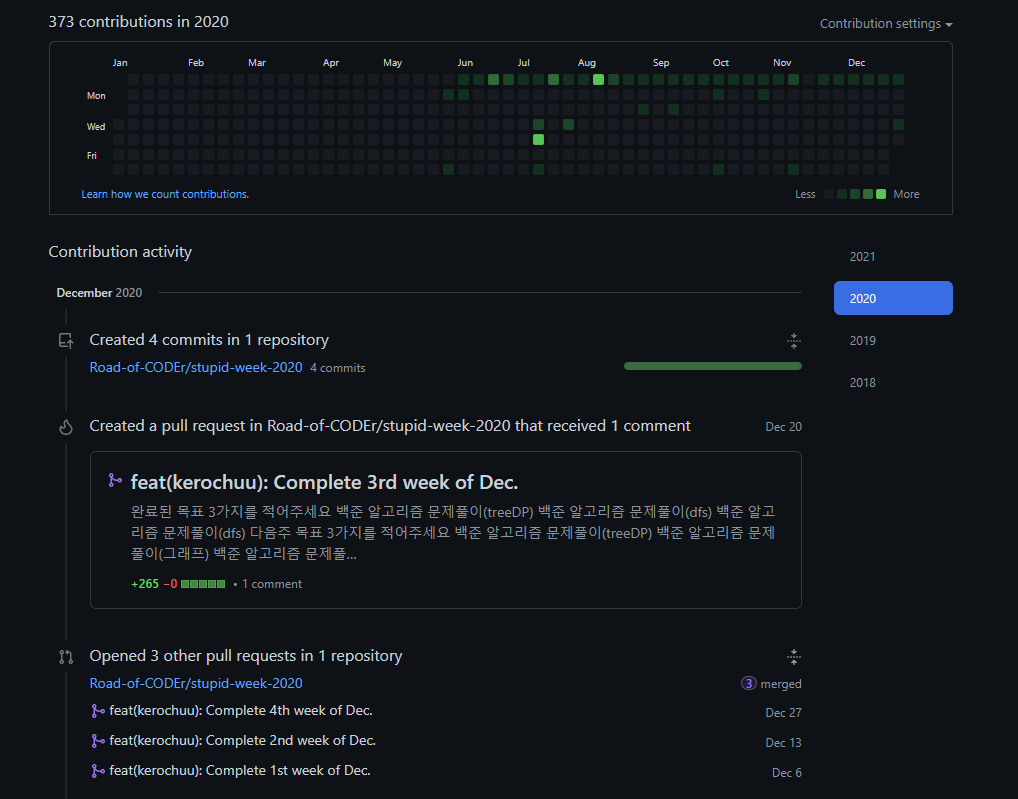 373 contributions in 2020
Contribution settings
Jan Feb Mar Apr May Jun Jul Aug Sep Oct Nov Dec
Mon
Wed
Fri
Learn how we count contributions.
Less More
Contribution activity
2021
December 2020
2020
Created 4 commits in 1 repository
2019
Road-of-CODEr/stupid-week-2020 4 commits
2018
Created a pull request in Road-of-CODEr/stupid-week-2020 that received 1 comment
Dec 20
feat(kerochuu): Complete 3rd week of Dec.
완료된 목표 3가지를 적어주세요 백준 알고리즘 문제풀이(treeDP) 백준 알고리즘 문제풀이(dfs) 백준 알고
리즘 문제풀이(dfs) 다음주 목표 3가지를 적어주세요 백준 알고리즘 문제풀이(treeDP) 백준 알고리즘 문제
풀이(그래프) 백준 알고리즘 문제풀...
+265 −0 • 1 comment
Opened 3 other pull requests in 1 repository
Road-of-CODEr/stupid-week-2020
3 merged
feat(kerochuu): Complete 4th week of Dec.
Dec 27
feat(kerochuu): Complete 2nd week of Dec.
Dec 13
feat(kerochuu): Complete 1st week of Dec.
Dec 6